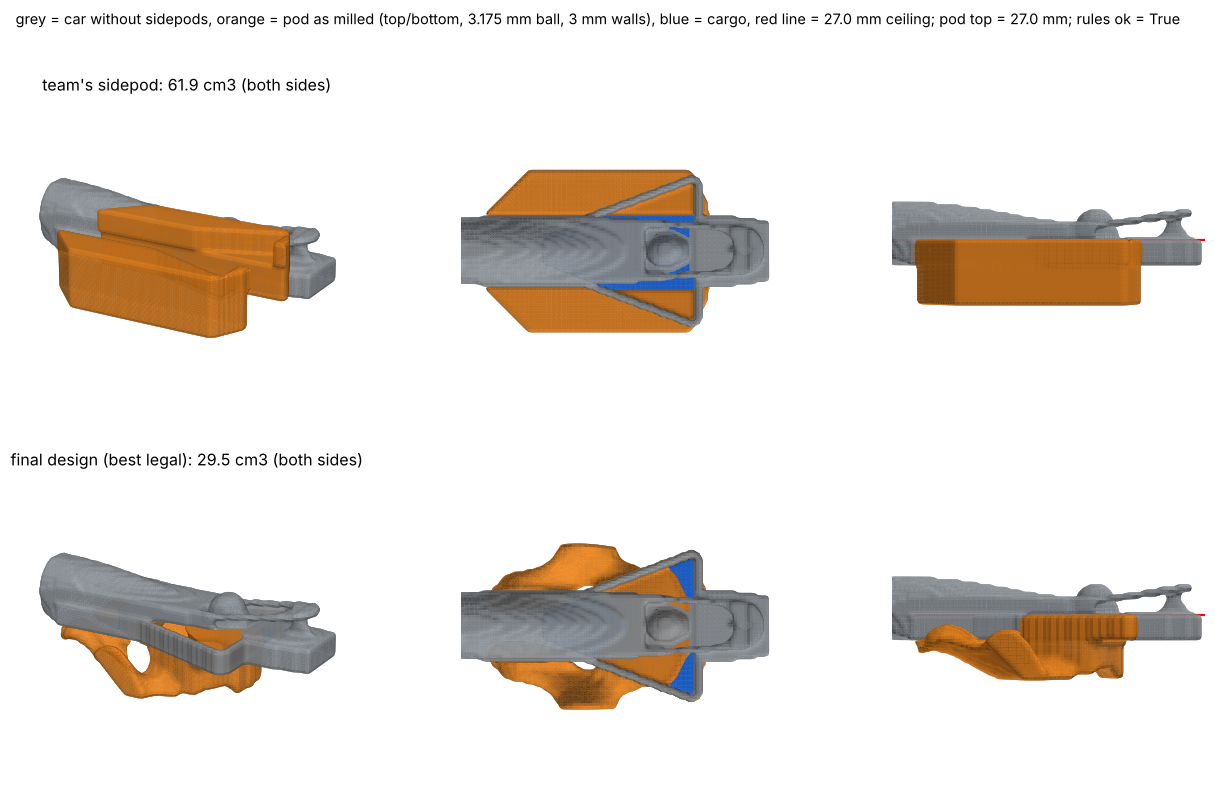 grey = car without sidepods, orange = pod as milled (top/bottom, 3.175 mm ball, 3 mm walls), blue = cargo, red line = 27.0 mm ceiling; pod top = 27.0 mm; rules ok = True
team's sidepod: 61.9 cm3 (both sides)
final design (best legal): 29.5 cm3 (both sides)